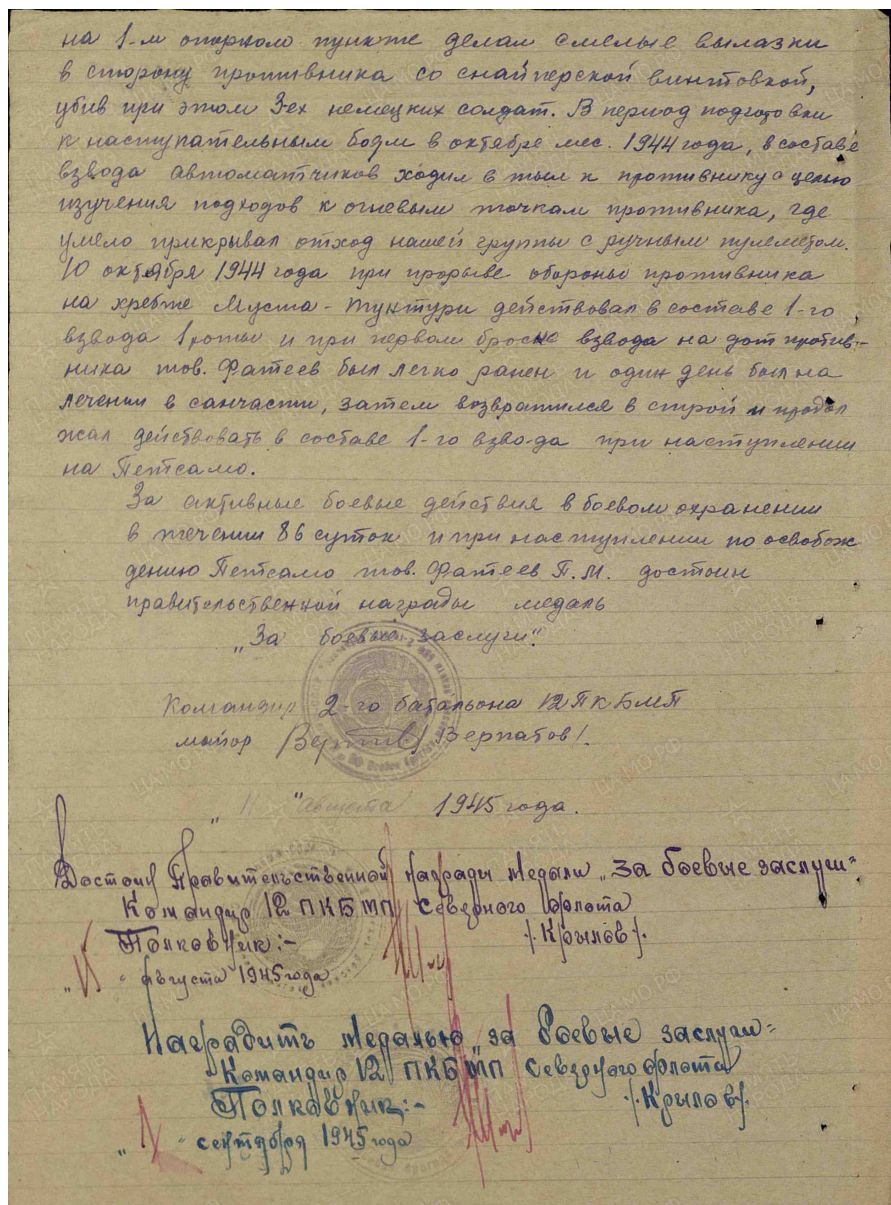 на 1-м опорном пункте делал смелые вылазки
в сторону противника со снайперской винтовкой,
убив при этом 3-ех немецких солдат. В период подготовки
к наступательным боям в октябре мес. 1944 года, в составе
взвода автоматчиков ходил в тыл к противнику с целью
изучения подходов к огневым точкам противника, где
умело прикрывал отход нашей группы с ручным пулеметом.
10 октября 1944 года при прорыве обороны противника
на хребте Муста-Тунтури действовал в составе 1-го
взвода 1 роты и при первом броске взвода на дот против-
ника тов. Фатеев был легко ранен и один день был на
лечении в санчасти, затем возвратился в строй и продол
жал действовать в составе 1-го взвода при наступлении
на Петсамо.
За активные боевые действия в боевом охранении
в течении 86 суток и при наступлении по освобож
дению Петсамо тов. Фатеев П.М. достоин
правительственной награды медаль
„За боевые заслуги".
Командир 2-го батальона 12 ПКБМП
майор /Верпатов/.
" августа 1945 года.
Достоин Правительственной Награды Медали „За боевые заслуги"
Командир 12 ПКБМП Северного Флота
Полковник:- /Крылов/.
" августа 1945 года
Наградить Медалью „за боевые заслуги"
Командир 12 ПКБМП Северного Флота
Полковник:- /Крылов/.
" сентября 1945 года